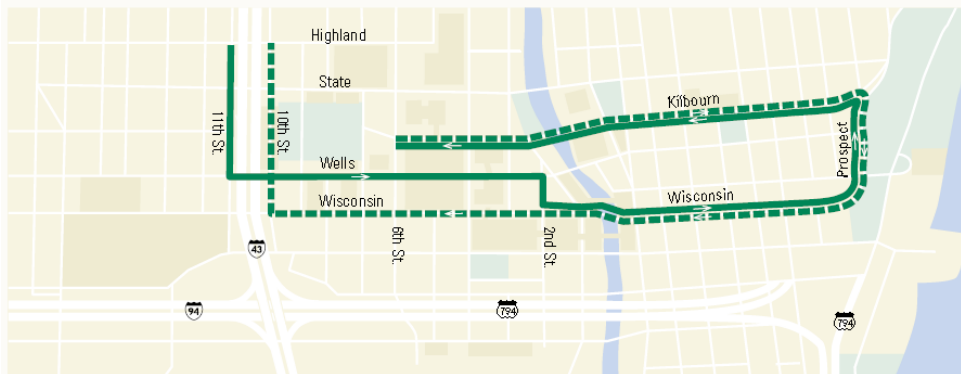 Highland
State
Kilbourn
11th St.
10th St.
Prospect
Wells
Wisconsin
Wisconsin
6th St.
2nd St.
43
94
794
794